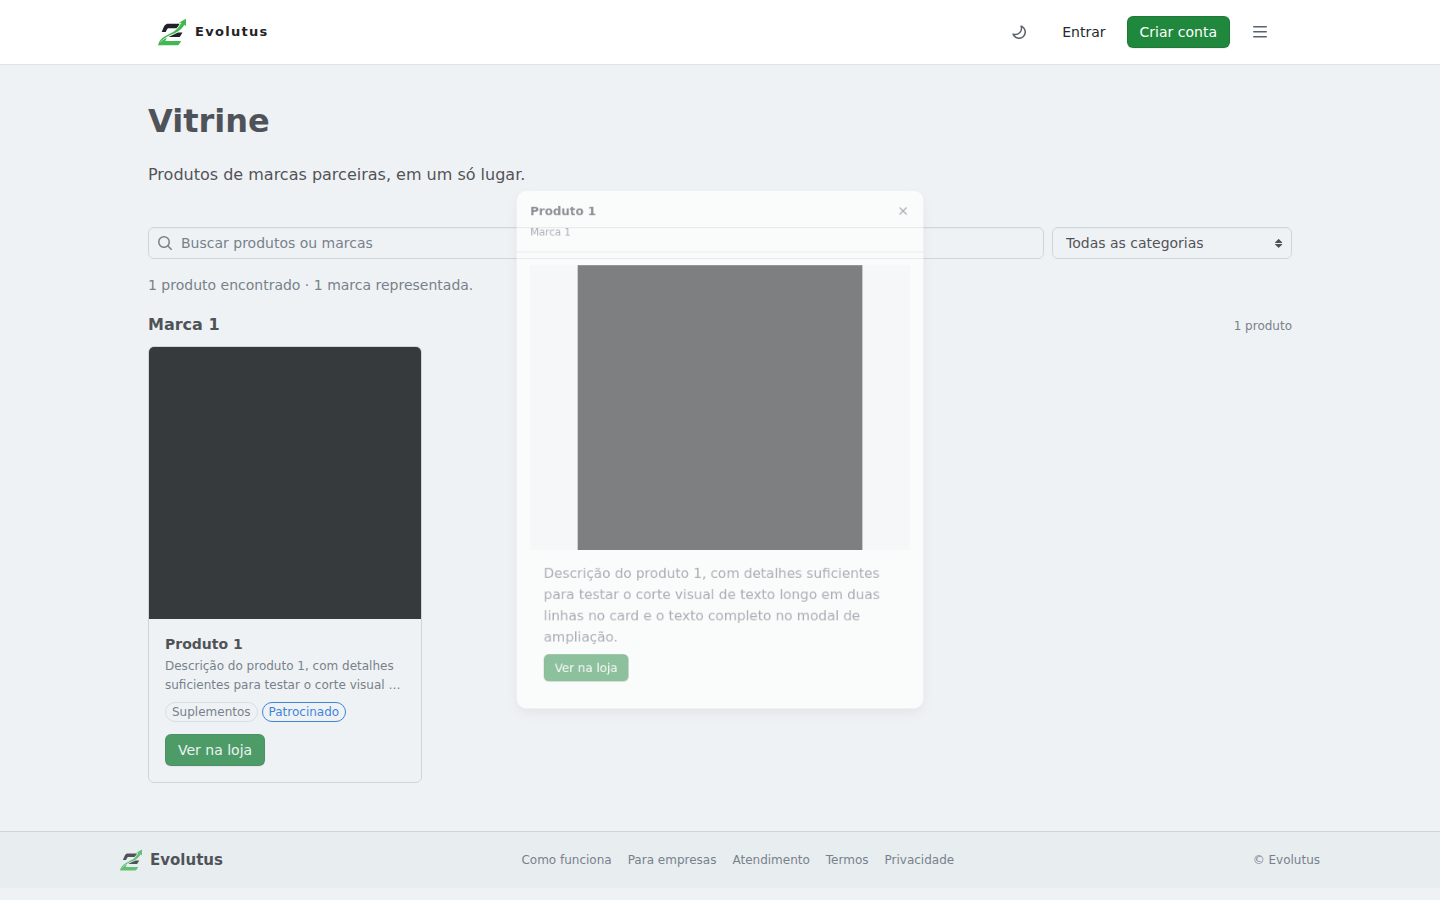 Evolutus
Entrar
Criar conta
Vitrine
Produtos de marcas parceiras, em um só lugar.
Buscar produtos ou marcas
Todas as categorias
1 produto encontrado · 1 marca representada.
Marca 1
1 produto
Produto 1
Descrição do produto 1, com detalhes
suficientes para testar o corte visual ...
Suplementos
Patrocinado
Ver na loja
Produto 1
×
Marca 1
Descrição do produto 1, com detalhes suficientes
para testar o corte visual de texto longo em duas
linhas no card e o texto completo no modal de
ampliação.
Ver na loja
Evolutus
Como funciona
Para empresas
Atendimento
Termos
Privacidade
© Evolutus